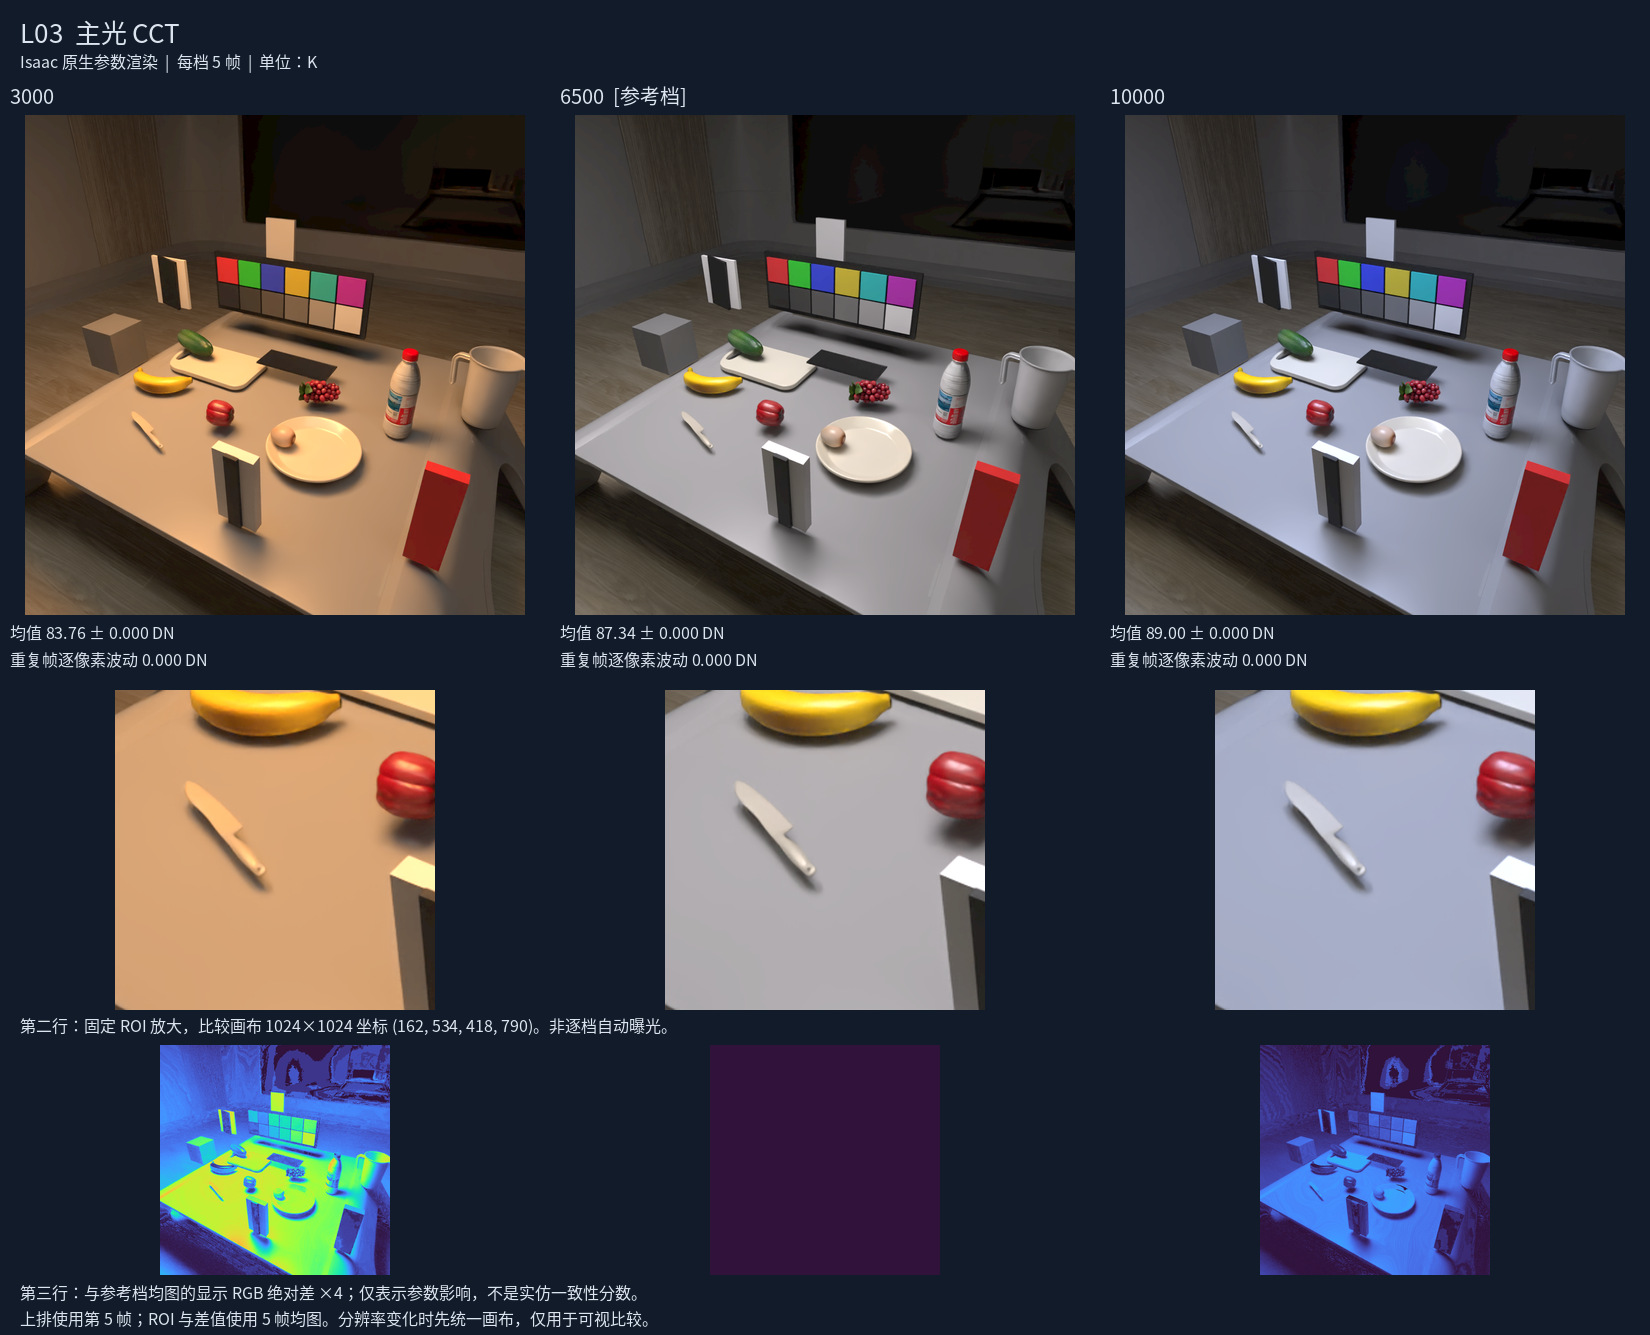 L03 主光 CCT
Isaac 原生参数渲染 | 每档 5 帧 | 单位：K
3000
6500 [参考档]
10000
均值 83.76 ± 0.000 DN
重复帧逐像素波动 0.000 DN
均值 87.34 ± 0.000 DN
重复帧逐像素波动 0.000 DN
均值 89.00 ± 0.000 DN
重复帧逐像素波动 0.000 DN
第二行：固定 ROI 放大，比较画布 1024×1024 坐标 (162, 534, 418, 790)。非逐档自动曝光。
第三行：与参考档均图的显示 RGB 绝对差 ×4；仅表示参数影响，不是实仿一致性分数。
上排使用第 5 帧；ROI 与差值使用 5 帧均图。分辨率变化时先统一画布，仅用于可视比较。